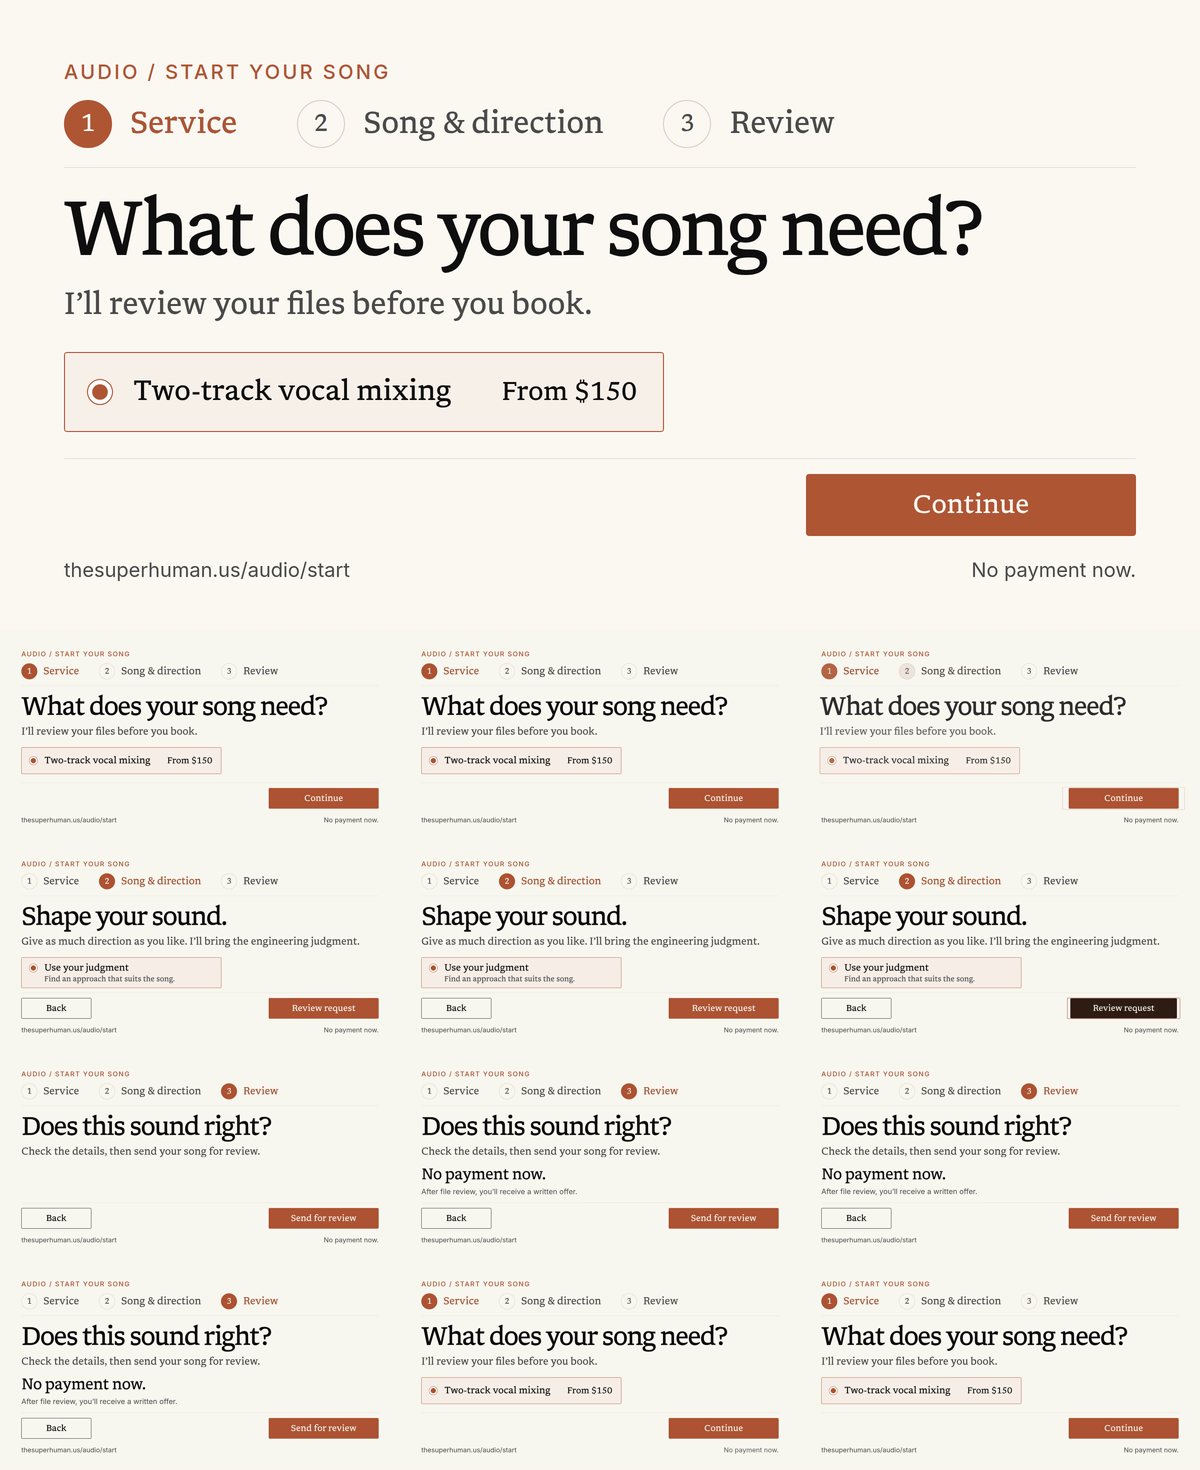 AUDIO / START YOUR SONG
1 Service 2 Song & direction 3 Review
What does your song need?
I’ll review your files before you book.
Two-track vocal mixing From $150
Continue
thesuperhuman.us/audio/start No payment now.
AUDIO / START YOUR SONG
1 Service 2 Song & direction 3 Review
What does your song need?
I’ll review your files before you book.
Two-track vocal mixing From $150
Continue
thesuperhuman.us/audio/start No payment now.
AUDIO / START YOUR SONG
1 Service 2 Song & direction 3 Review
What does your song need?
I’ll review your files before you book.
Two-track vocal mixing From $150
Continue
thesuperhuman.us/audio/start No payment now.
AUDIO / START YOUR SONG
1 Service 2 Song & direction 3 Review
What does your song need?
I’ll review your files before you book.
Two-track vocal mixing From $150
Continue
thesuperhuman.us/audio/start No payment now.
AUDIO / START YOUR SONG
1 Service 2 Song & direction 3 Review
Shape your sound.
Give as much direction as you like. I’ll bring the engineering judgment.
Use your judgment
Find an approach that suits the song.
Back Review request
thesuperhuman.us/audio/start No payment now.
AUDIO / START YOUR SONG
1 Service 2 Song & direction 3 Review
Shape your sound.
Give as much direction as you like. I’ll bring the engineering judgment.
Use your judgment
Find an approach that suits the song.
Back Review request
thesuperhuman.us/audio/start No payment now.
AUDIO / START YOUR SONG
1 Service 2 Song & direction 3 Review
Shape your sound.
Give as much direction as you like. I’ll bring the engineering judgment.
Use your judgment
Find an approach that suits the song.
Back Review request
thesuperhuman.us/audio/start No payment now.
AUDIO / START YOUR SONG
1 Service 2 Song & direction 3 Review
Does this sound right?
Check the details, then send your song for review.
Back Send for review
thesuperhuman.us/audio/start No payment now.
AUDIO / START YOUR SONG
1 Service 2 Song & direction 3 Review
Does this sound right?
Check the details, then send your song for review.
No payment now.
After file review, you’ll receive a written offer.
Back Send for review
thesuperhuman.us/audio/start
AUDIO / START YOUR SONG
1 Service 2 Song & direction 3 Review
Does this sound right?
Check the details, then send your song for review.
No payment now.
After file review, you’ll receive a written offer.
Back Send for review
thesuperhuman.us/audio/start
AUDIO / START YOUR SONG
1 Service 2 Song & direction 3 Review
Does this sound right?
Check the details, then send your song for review.
No payment now.
After file review, you’ll receive a written offer.
Back Send for review
thesuperhuman.us/audio/start
AUDIO / START YOUR SONG
1 Service 2 Song & direction 3 Review
What does your song need?
I’ll review your files before you book.
Two-track vocal mixing From $150
Continue
thesuperhuman.us/audio/start No payment now.
AUDIO / START YOUR SONG
1 Service 2 Song & direction 3 Review
What does your song need?
I’ll review your files before you book.
Two-track vocal mixing From $150
Continue
thesuperhuman.us/audio/start No payment now.